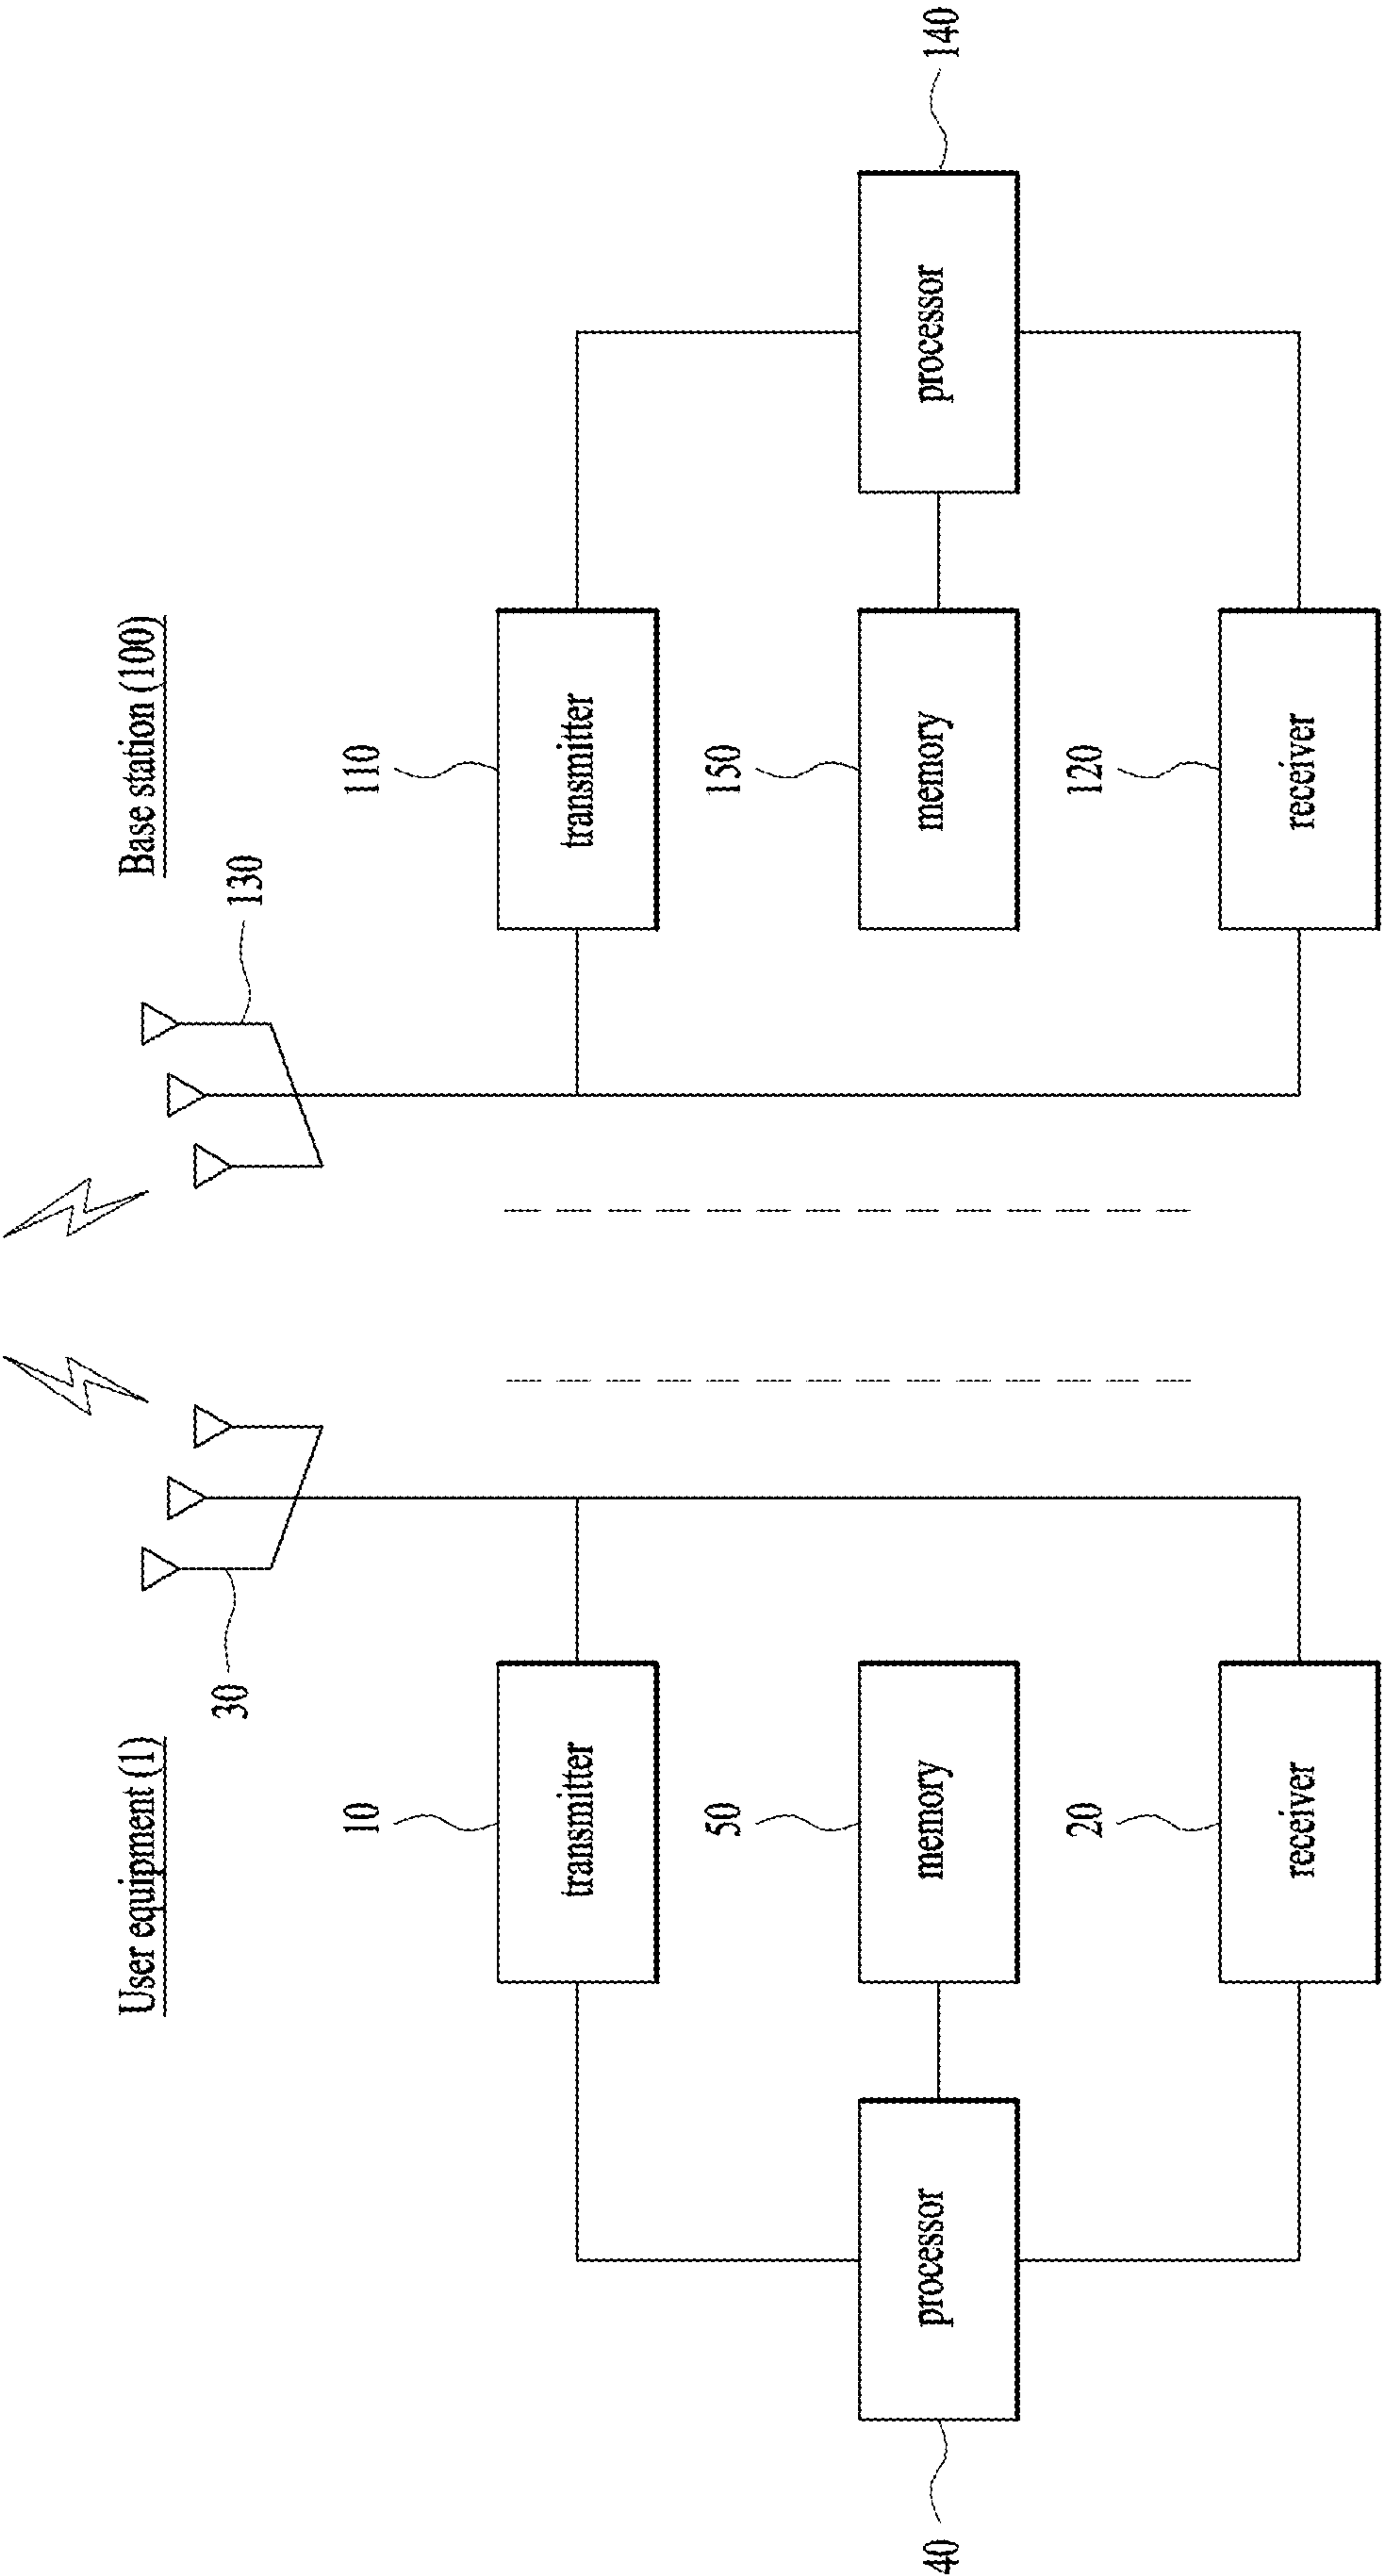 User equipment (1)
Base station (100)
30
130
10
110
transmitter
transmitter
40
50
150
140
processor
memory
memory
processor
20
120
receiver
receiver